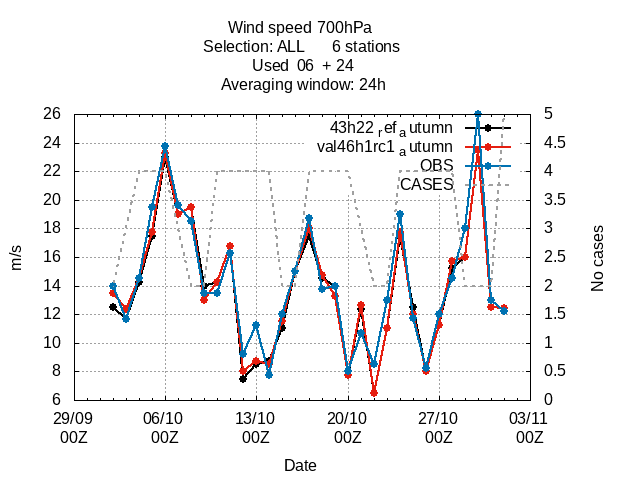 Wind speed 700hPa
Selection: ALL 6 stations
Used 06 + 24
Averaging window: 24h
43h22 ref a utumn
val46h1rc1 a utumn
OBS
CASES
26
24
22
20
18
16
14
12
10
8
6
m/s
5
4.5
4
3.5
3
2.5
2
1.5
1
0.5
0
No cases
29/09 06/10 13/10 20/10 27/10 03/11
00Z 00Z 00Z 00Z 00Z 00Z
Date